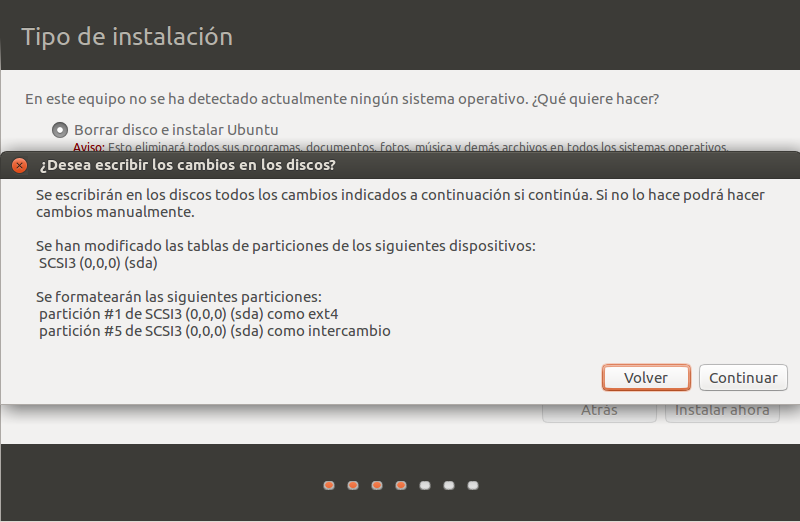 Tipo de instalación
En este equipo no se ha detectado actualmente ningún sistema operativo. ¿Qué quiere hacer?
Borrar disco e instalar Ubuntu
Aviso: Esto eliminará todos sus programas, documentos, fotos, música y demás archivos en todos los sistemas operativos.
¿Desea escribir los cambios en los discos?
Se escribirán en los discos todos los cambios indicados a continuación si continúa. Si no lo hace podrá hacer
cambios manualmente.
Se han modificado las tablas de particiones de los siguientes dispositivos:
SCSI3 (0,0,0) (sda)
Se formatearán las siguientes particiones:
partición #1 de SCSI3 (0,0,0) (sda) como ext4
partición #5 de SCSI3 (0,0,0) (sda) como intercambio
Volver Continuar
Atrás Instalar ahora